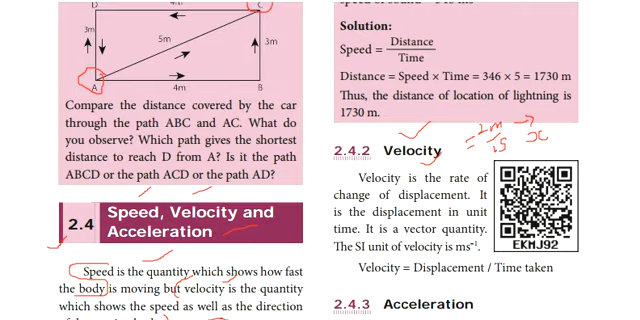 D
C
3m
5m
3m
A
4m
B
Compare the distance covered by the car
through the path ABC and AC. What do
you observe? Which path gives the shortest
distance to reach D from A? Is it the path
ABCD or the path ACD or the path AD?
2.4 Speed, Velocity and
Acceleration
Speed is the quantity which shows how fast
the body is moving but velocity is the quantity
which shows the speed as well as the direction
Solution:
Speed = Distance
Time
Distance = Speed × Time = 346 × 5 = 1730 m
Thus, the distance of location of lightning is
1730 m.
2.4.2 Velocity
Velocity is the rate of
change of displacement. It
is the displacement in unit
time. It is a vector quantity.
The SI unit of velocity is ms⁻¹.
EKMJ92
Velocity = Displacement / Time taken
2.4.3 Acceleration